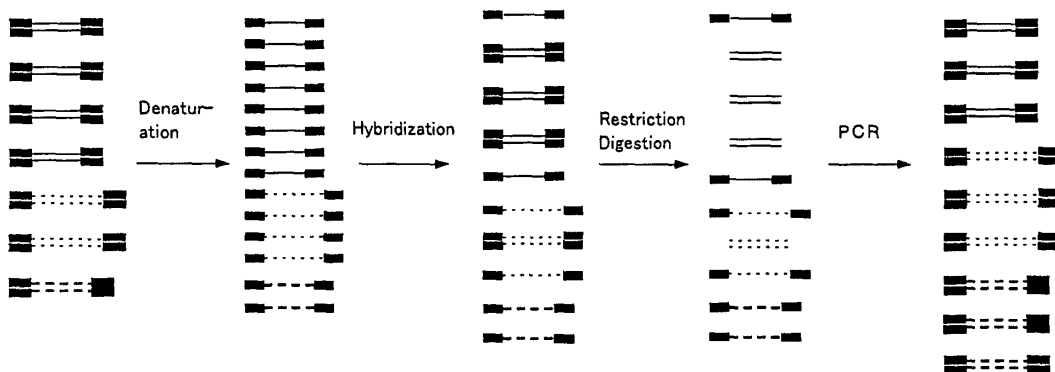 Denatur-
ation
Hybridization
Restriction
Digestion
PCR